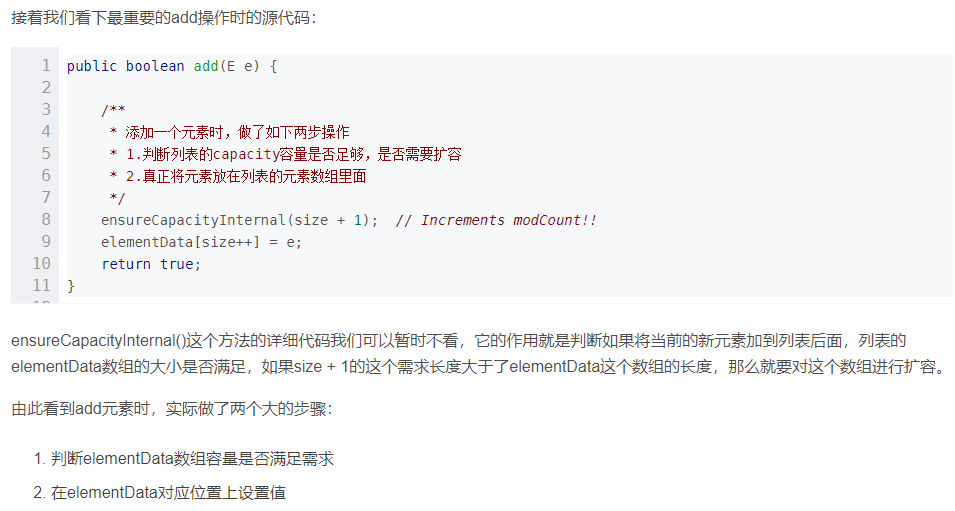 接着我们看下最重要的add操作时的源代码：
1 public boolean add(E e) {
2
3 /**
4 * 添加一个元素时，做了如下两步操作
5 * 1.判断列表的capacity容量是否足够，是否需要扩容
6 * 2.真正将元素放在列表的元素数组里面
7 */
8 ensureCapacityInternal(size + 1);  // Increments modCount!!
9 elementData[size++] = e;
10 return true;
11 }
ensureCapacityInternal()这个方法的详细代码我们可以暂时不看，它的作用就是判断如果将当前的新元素加到列表后面，列表的
elementData数组的大小是否满足，如果size + 1的这个需求长度大于了elementData这个数组的长度，那么就要对这个数组进行扩容。
由此看到add元素时，实际做了两个大的步骤：
1. 判断elementData数组容量是否满足需求
2. 在elementData对应位置上设置值